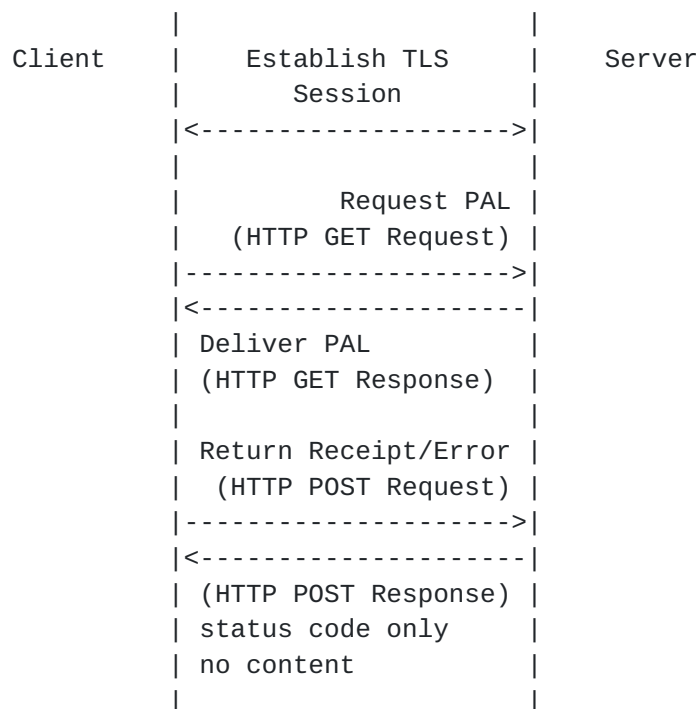 Client Establish TLS Server
Session
Request PAL
(HTTP GET Request)
Deliver PAL
(HTTP GET Response)
Return Receipt/Error
(HTTP POST Request)
(HTTP POST Response)
status code only
no content